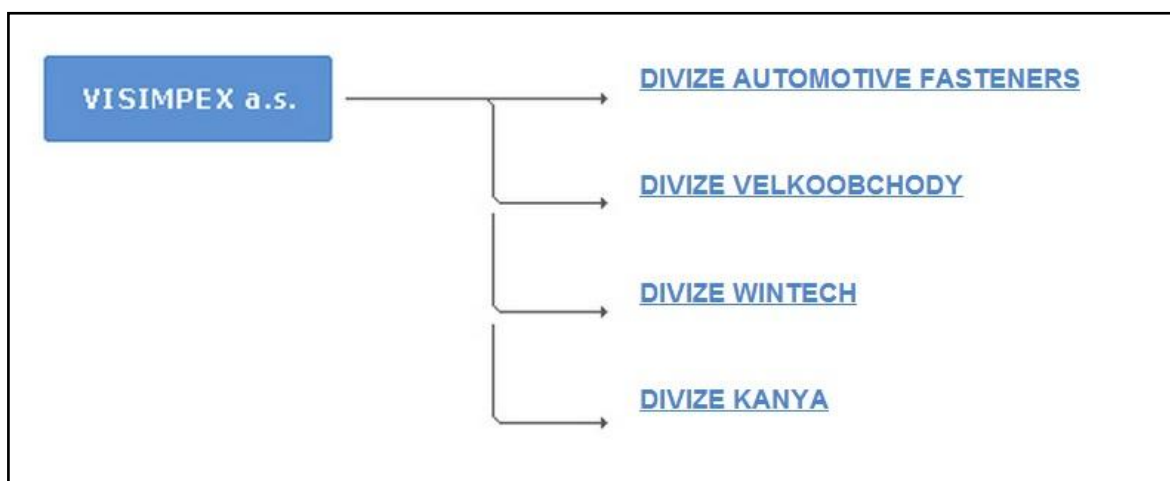 VISIMPEX a.s.
DIVIZE AUTOMOTIVE FASTENERS
DIVIZE VELKOOBCHODY
DIVIZE WINTECH
DIVIZE KANYA